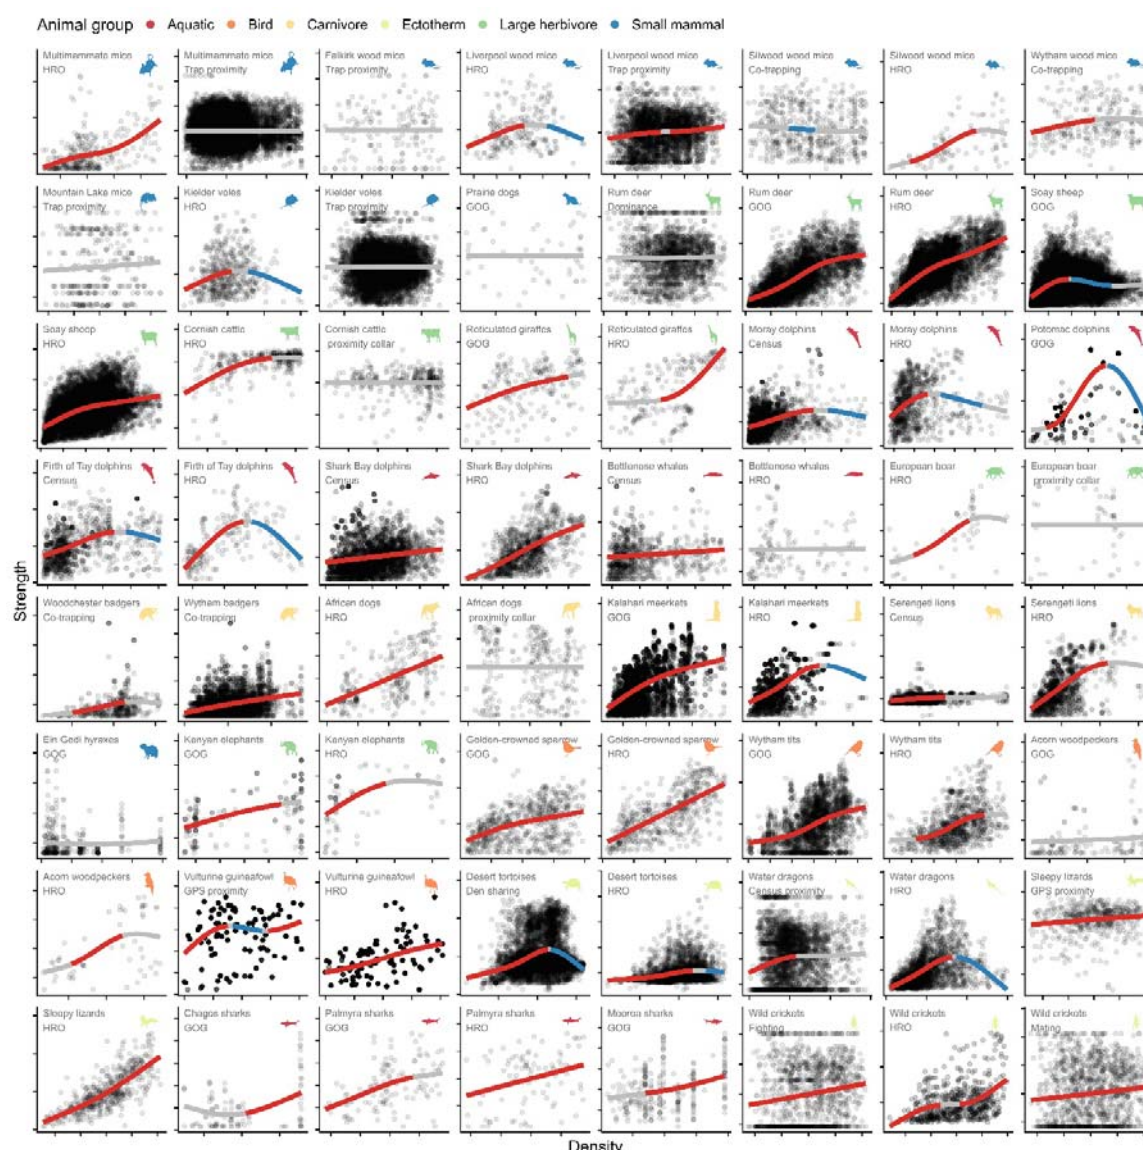 Animal group Aquatic Bird Carnivore Ectotherm Large herbivore Small mammal
Multimammate mice
HRO
Multimammate mice
Trap proximity
Falkirk wood mice
Trap proximity
Liverpool wood mice
HRO
Liverpool wood mice
Trap proximity
Silwood wood mice
Co-trapping
Silwood wood mice
HRO
Wytham wood mice
Co-trapping
Mountain Lake mice
Trap proximity
Kielder voles
HRO
Kielder voles
Trap proximity
Prairie dogs
GOG
Rum deer
Dominance
Rum deer
GOG
Rum deer
HRO
Soay sheep
GOG
Soay sheep
HRO
Cornish cattle
HRO
Cornish cattle
proximity collar
Reticulated giraffes
GOG
Reticulated giraffes
HRO
Moray dolphins
Census
Moray dolphins
HRO
Potomac dolphins
GOG
Firth of Tay dolphins
Census
Firth of Tay dolphins
HRO
Shark Bay dolphins
Census
Shark Bay dolphins
HRO
Bottlenose whales
Census
Bottlenose whales
HRO
European boar
HRO
European boar
proximity collar
Woodchester badgers
Co-trapping
Wytham badgers
Co-trapping
African dogs
HRO
African dogs
proximity collar
Kalahari meerkats
GOG
Kalahari meerkats
HRO
Serengeti lions
Census
Serengeti lions
HRO
Ein Gedi hyraxes
GOG
Kenyan elephants
GOG
Kenyan elephants
HRO
Golden-crowned sparrow
GOG
Golden-crowned sparrow
HRO
Wytham tits
GOG
Wytham tits
HRO
Acorn woodpeckers
GOG
Acorn woodpeckers
HRO
Vulturine guineafowl
GPS proximity
Vulturine guineafowl
HRO
Desert tortoises
Den sharing
Desert tortoises
HRO
Water dragons
Census proximity
Water dragons
HRO
Sleepy lizards
GPS proximity
Sleepy lizards
HRO
Chagos sharks
GOG
Palmyra sharks
GOG
Palmyra sharks
HRO
Moorea sharks
GOG
Wild crickets
Fighting
Wild crickets
HRO
Wild crickets
Mating
Strength
Density